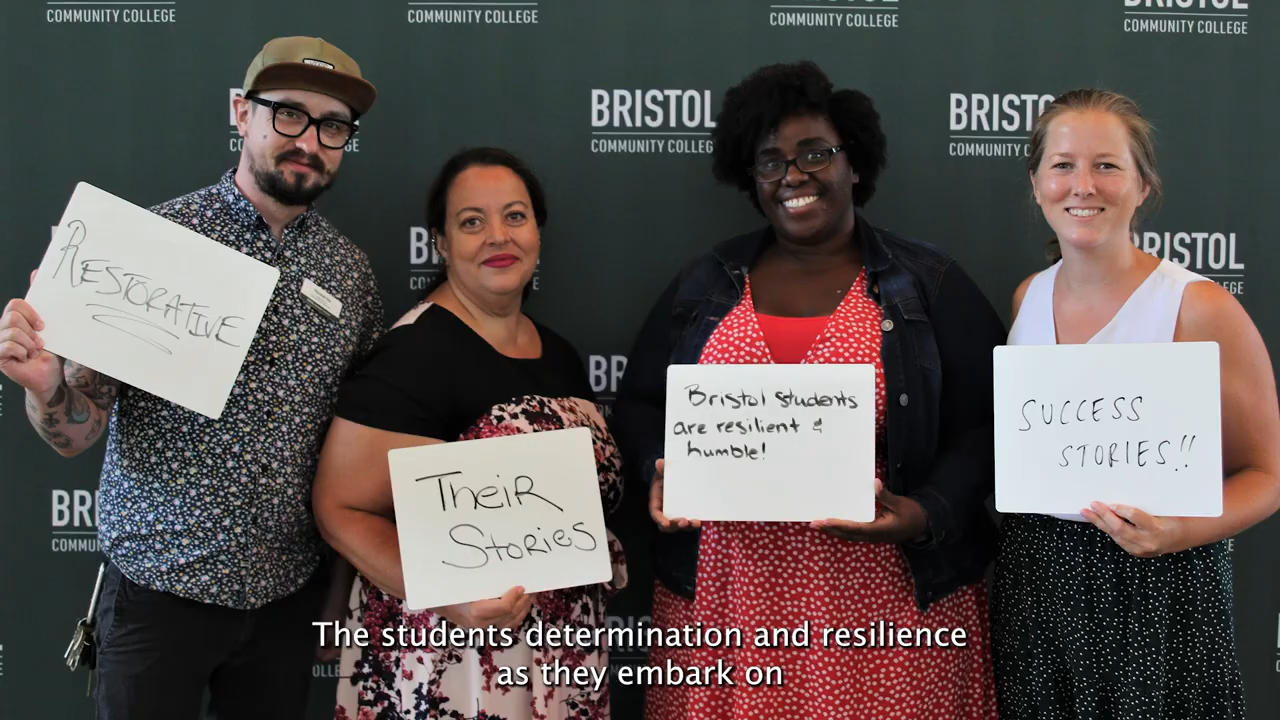 COMMUNITY COLLEGE
COMMUNITY COLLEGE
COMMUNITY COLLEGE
COMMUNITY COLLEGE
BRISTOL
COMMUNITY COLLEGE
RESTORATIVE
BRISTOL
Their
Stories
Bristol students
are resilient &
humble!
SUCCESS
STORIES!!
The students determination and resilience
as they embark on